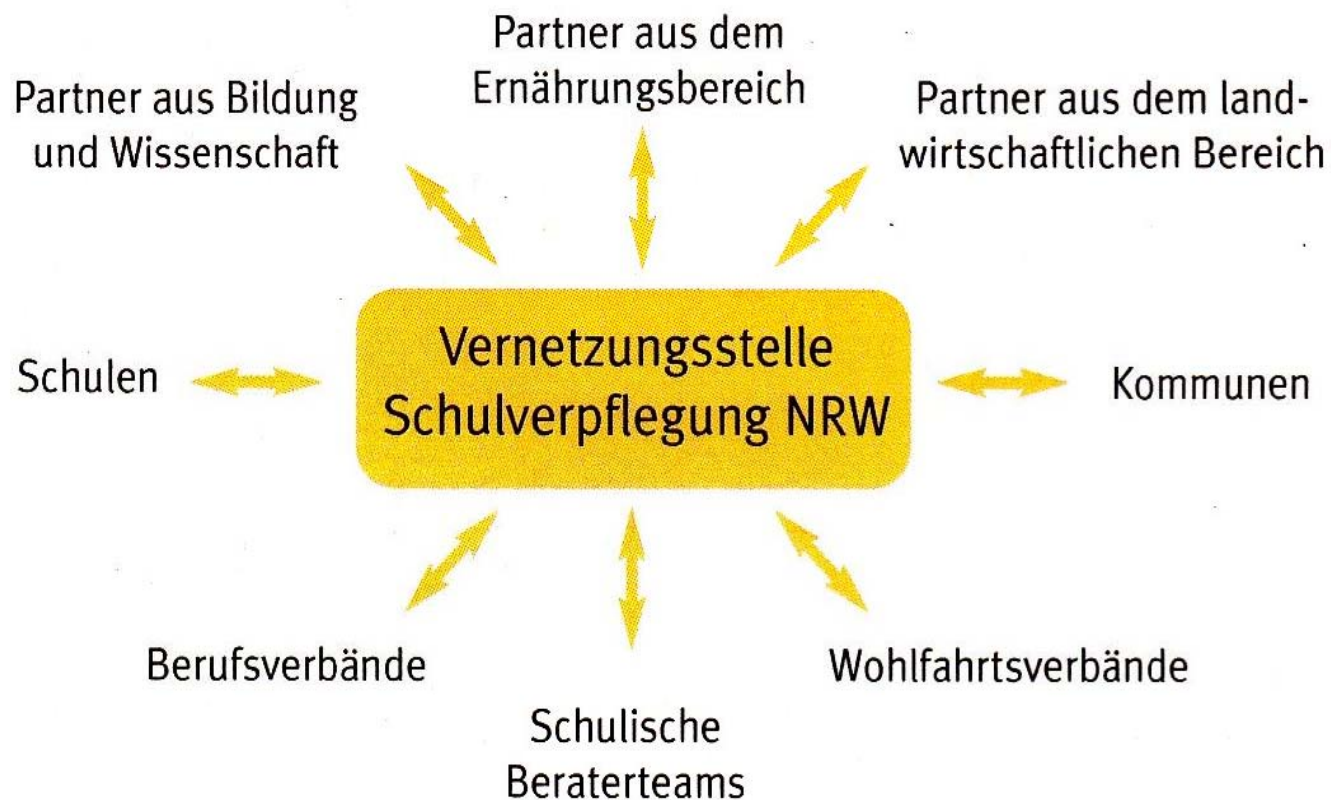 Partner aus dem
Ernährungsbereich
Partner aus Bildung
und Wissenschaft
Partner aus dem land-
wirtschaftlichen Bereich
Schulen
Vernetzungsstelle
Schulverpflegung NRW
Kommunen
Berufsverbände
Wohlfahrtsverbände
Schulische
Beraterteams